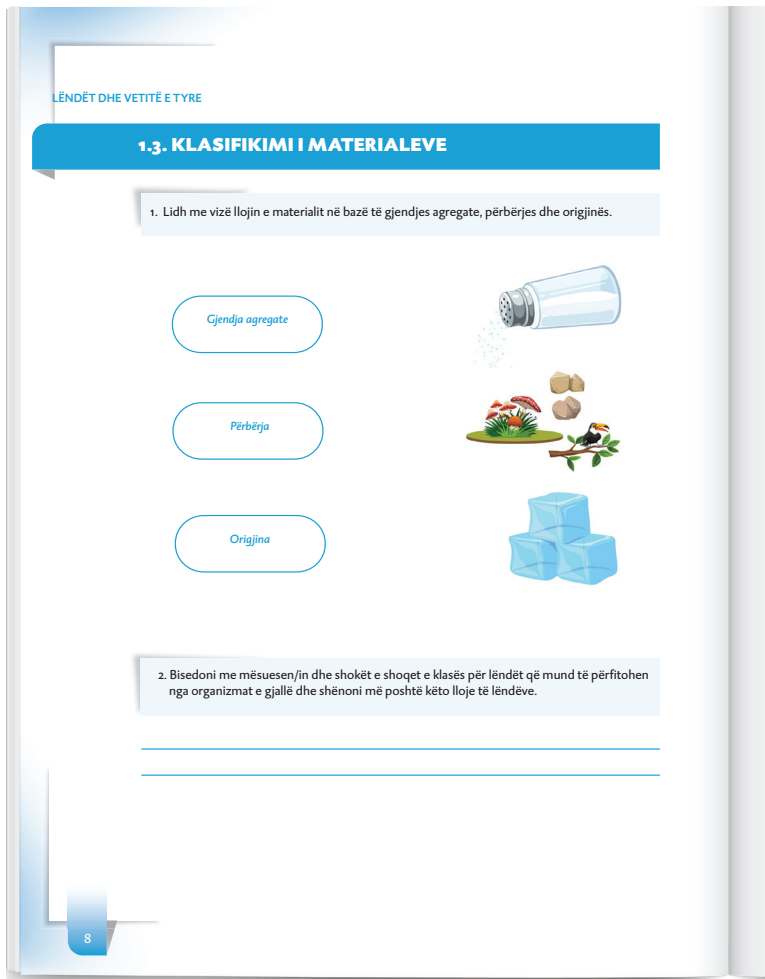 LËNDËT DHE VETITË E TYRE
1.3. KLASIFIKIMI I MATERIALEVE
1. Lidh me vizë llojin e materialit në bazë të gjendjes agregate, përbërjes dhe origjinës.
Gjendja agregate
Përbërja
Origjina
2. Bisedoni me mësuesen/in dhe shokët e shoqet e klasës për lëndët që mund të përfitohen
nga organizmat e gjallë dhe shënoni më poshtë këto lloje të lëndëve.
8